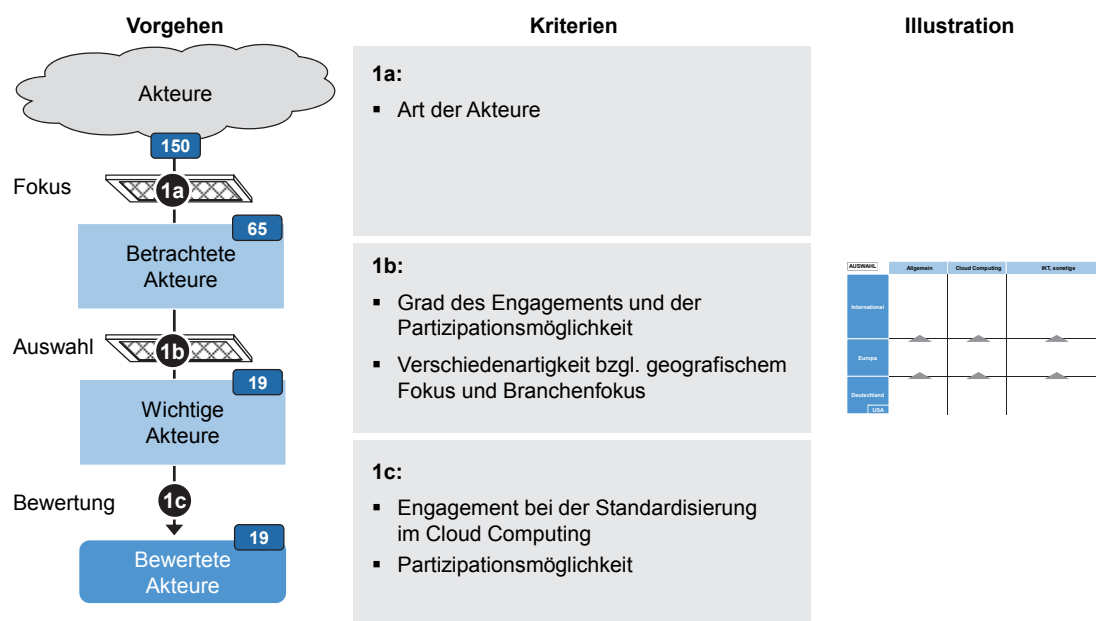 Vorgehen
Kriterien
Illustration
Akteure
150
Fokus
1a
65
Betrachtete
Akteure
Auswahl
1b
19
Wichtige
Akteure
Bewertung
1c
19
Bewertete
Akteure
1a:
▪ Art der Akteure
1b:
▪ Grad des Engagements und der
Partizipationsmöglichkeit
▪ Verschiedenartigkeit bzgl. geografischem
Fokus und Branchenfokus
1c:
▪ Engagement bei der Standardisierung
im Cloud Computing
▪ Partizipationsmöglichkeit
AUSWAHL
Allgemein
Cloud Computing
IKT, sonstige
International
Europa
Deutschland
USA